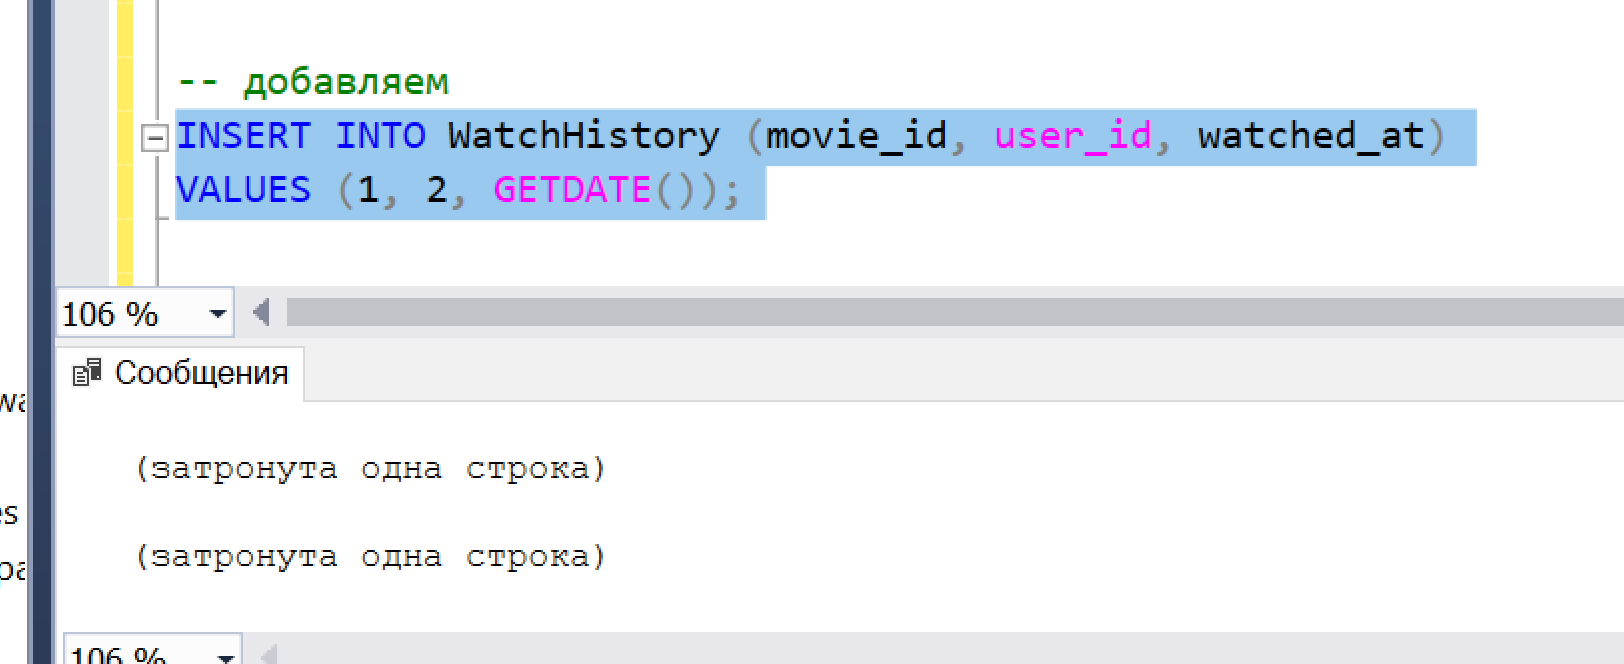 -- добавляем
INSERT INTO WatchHistory (movie_id, user_id, watched_at)
VALUES (1, 2, GETDATE());
106 %
Сообщения
(затронута одна строка)
(затронута одна строка)
106 %